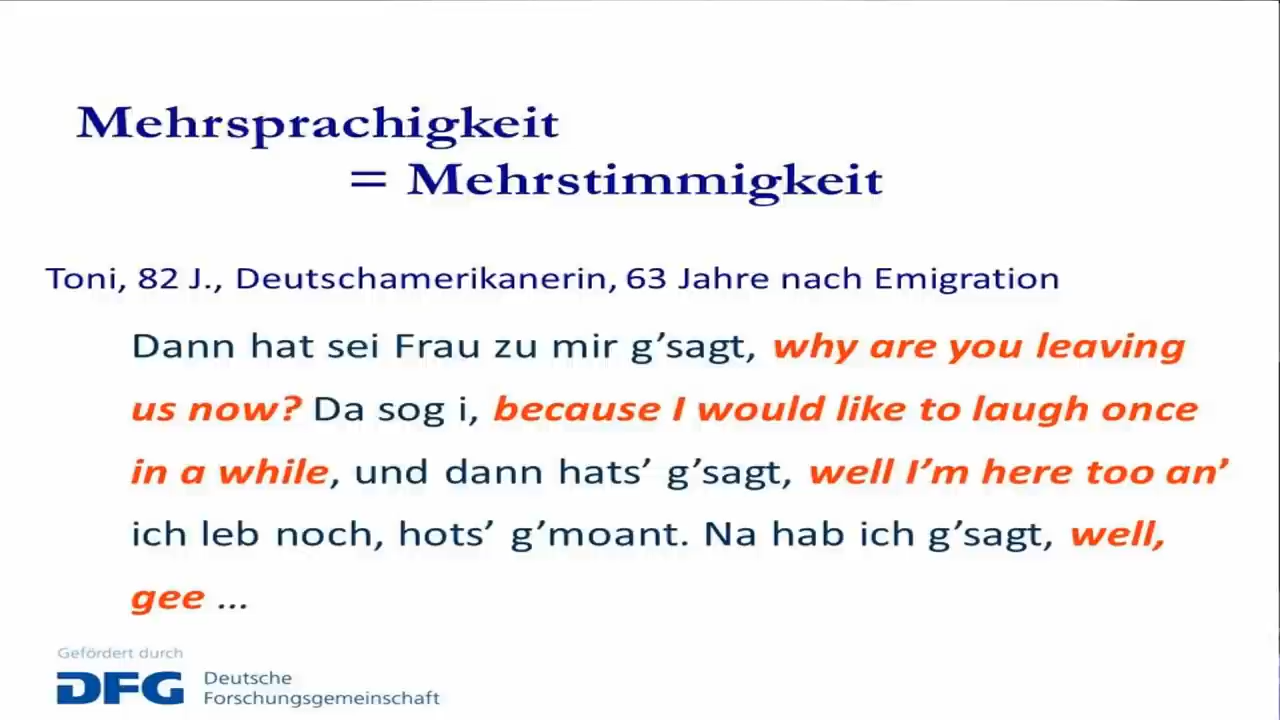 Mehrsprachigkeit
= Mehrstimmigkeit
Toni, 82 J., Deutschamerikanerin, 63 Jahre nach Emigration
Dann hat sei Frau zu mir g’sagt, why are you leaving
us now? Da sog i, because I would like to laugh once
in a while, und dann hats’ g’sagt, well I’m here too an’
ich leb noch, hots’ g’moant. Na hab ich g’sagt, well,
gee ...
Gefördert durch
DFG Deutsche
Forschungsgemeinschaft